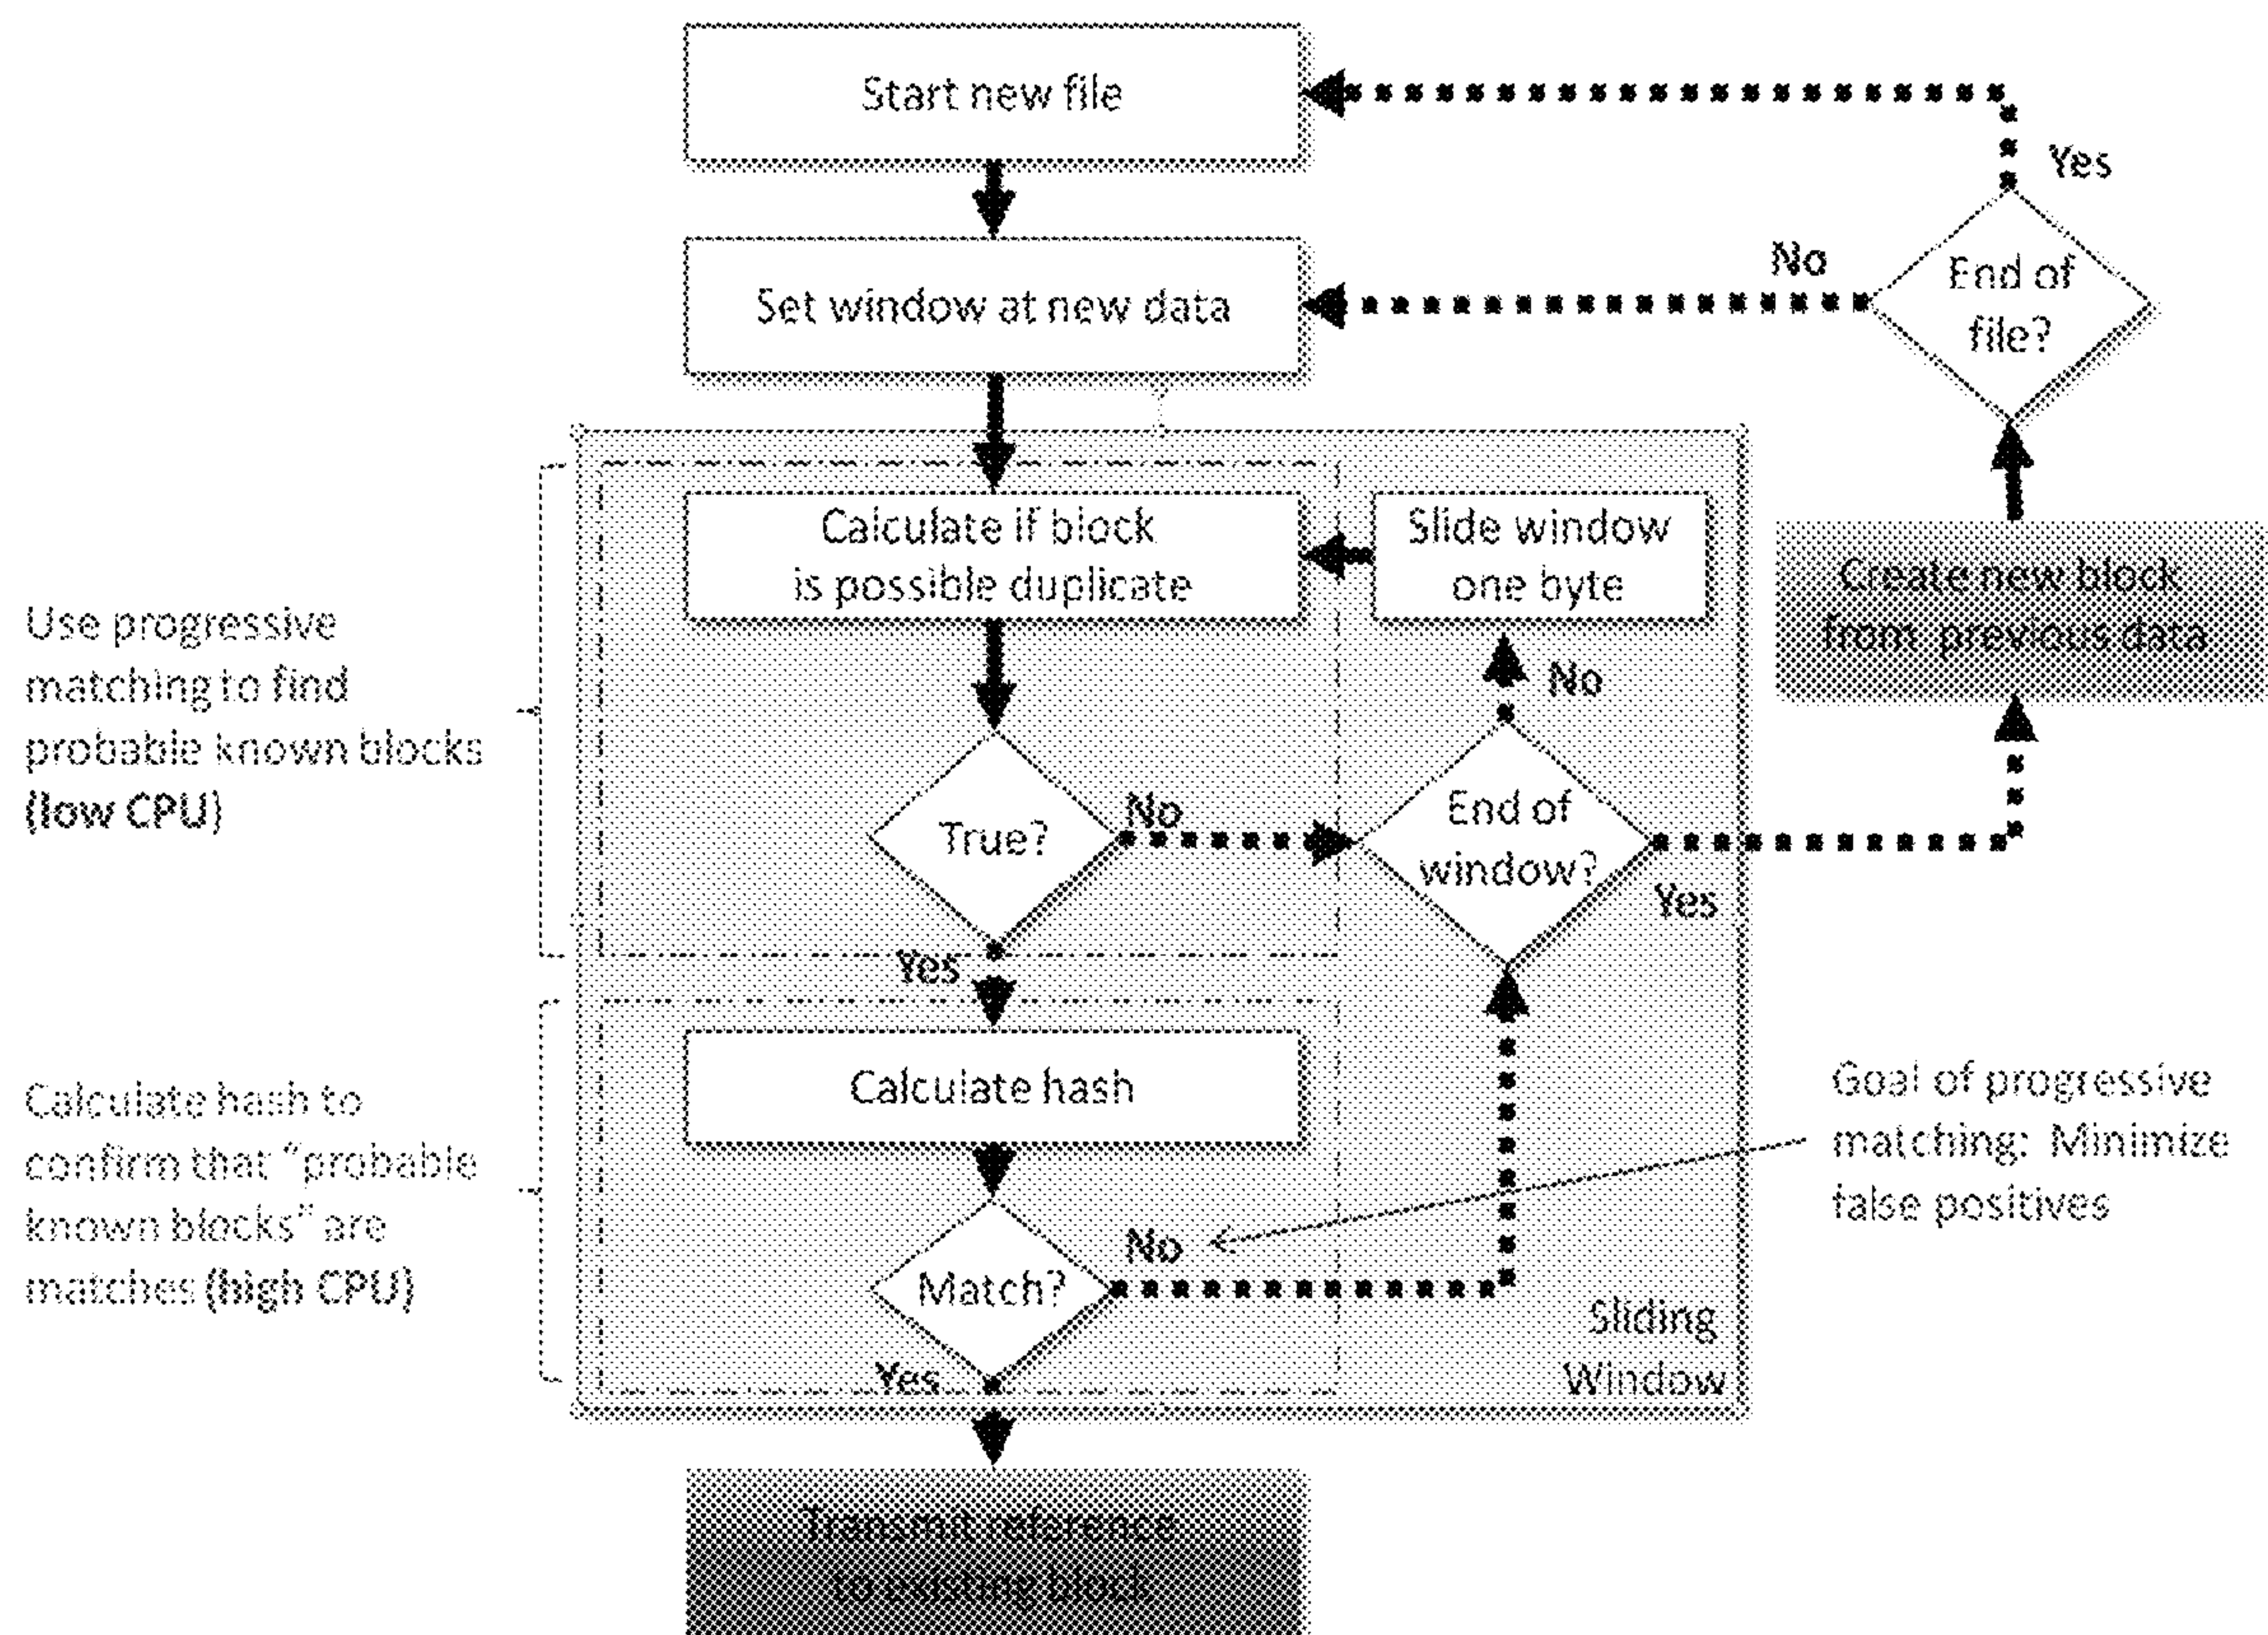 Start new file
Yes
Set window at new data
No
End of
file?
Calculate if block
is possible duplicate
Slide window
one byte
Create new block
from previous data
Use progressive
matching to find
probable known blocks
(low CPU)
No
True?
No
End of
window?
Yes
Yes
Calculate hash
Calculate hash to
confirm that "probable
known blocks" are
matches (high CPU)
Goal of progressive
matching: Minimize
false positives
No
Match?
Sliding
Window
Yes
Transmit reference
to existing block